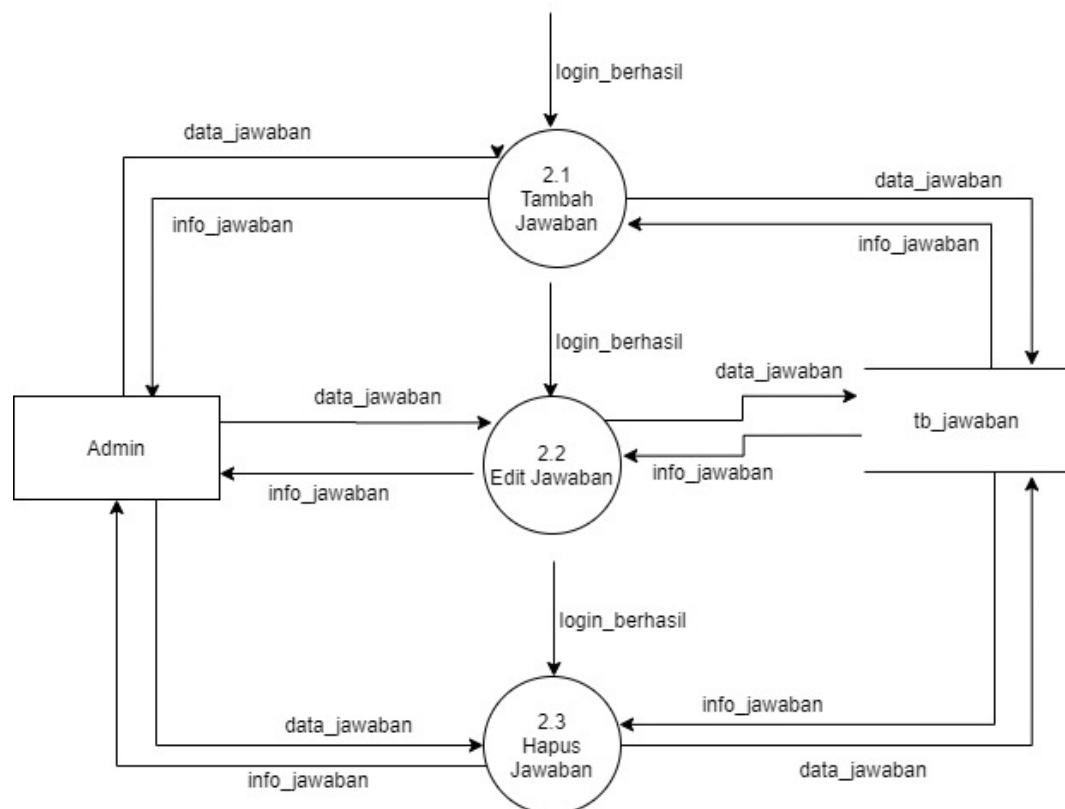 login_berhasil
data_jawaban
2.1
Tambah
Jawaban
data_jawaban
info_jawaban
info_jawaban
login_berhasil
data_jawaban
data_jawaban
Admin
2.2
Edit Jawaban
tb_jawaban
info_jawaban
info_jawaban
login_berhasil
info_jawaban
2.3
Hapus
Jawaban
data_jawaban
info_jawaban
data_jawaban